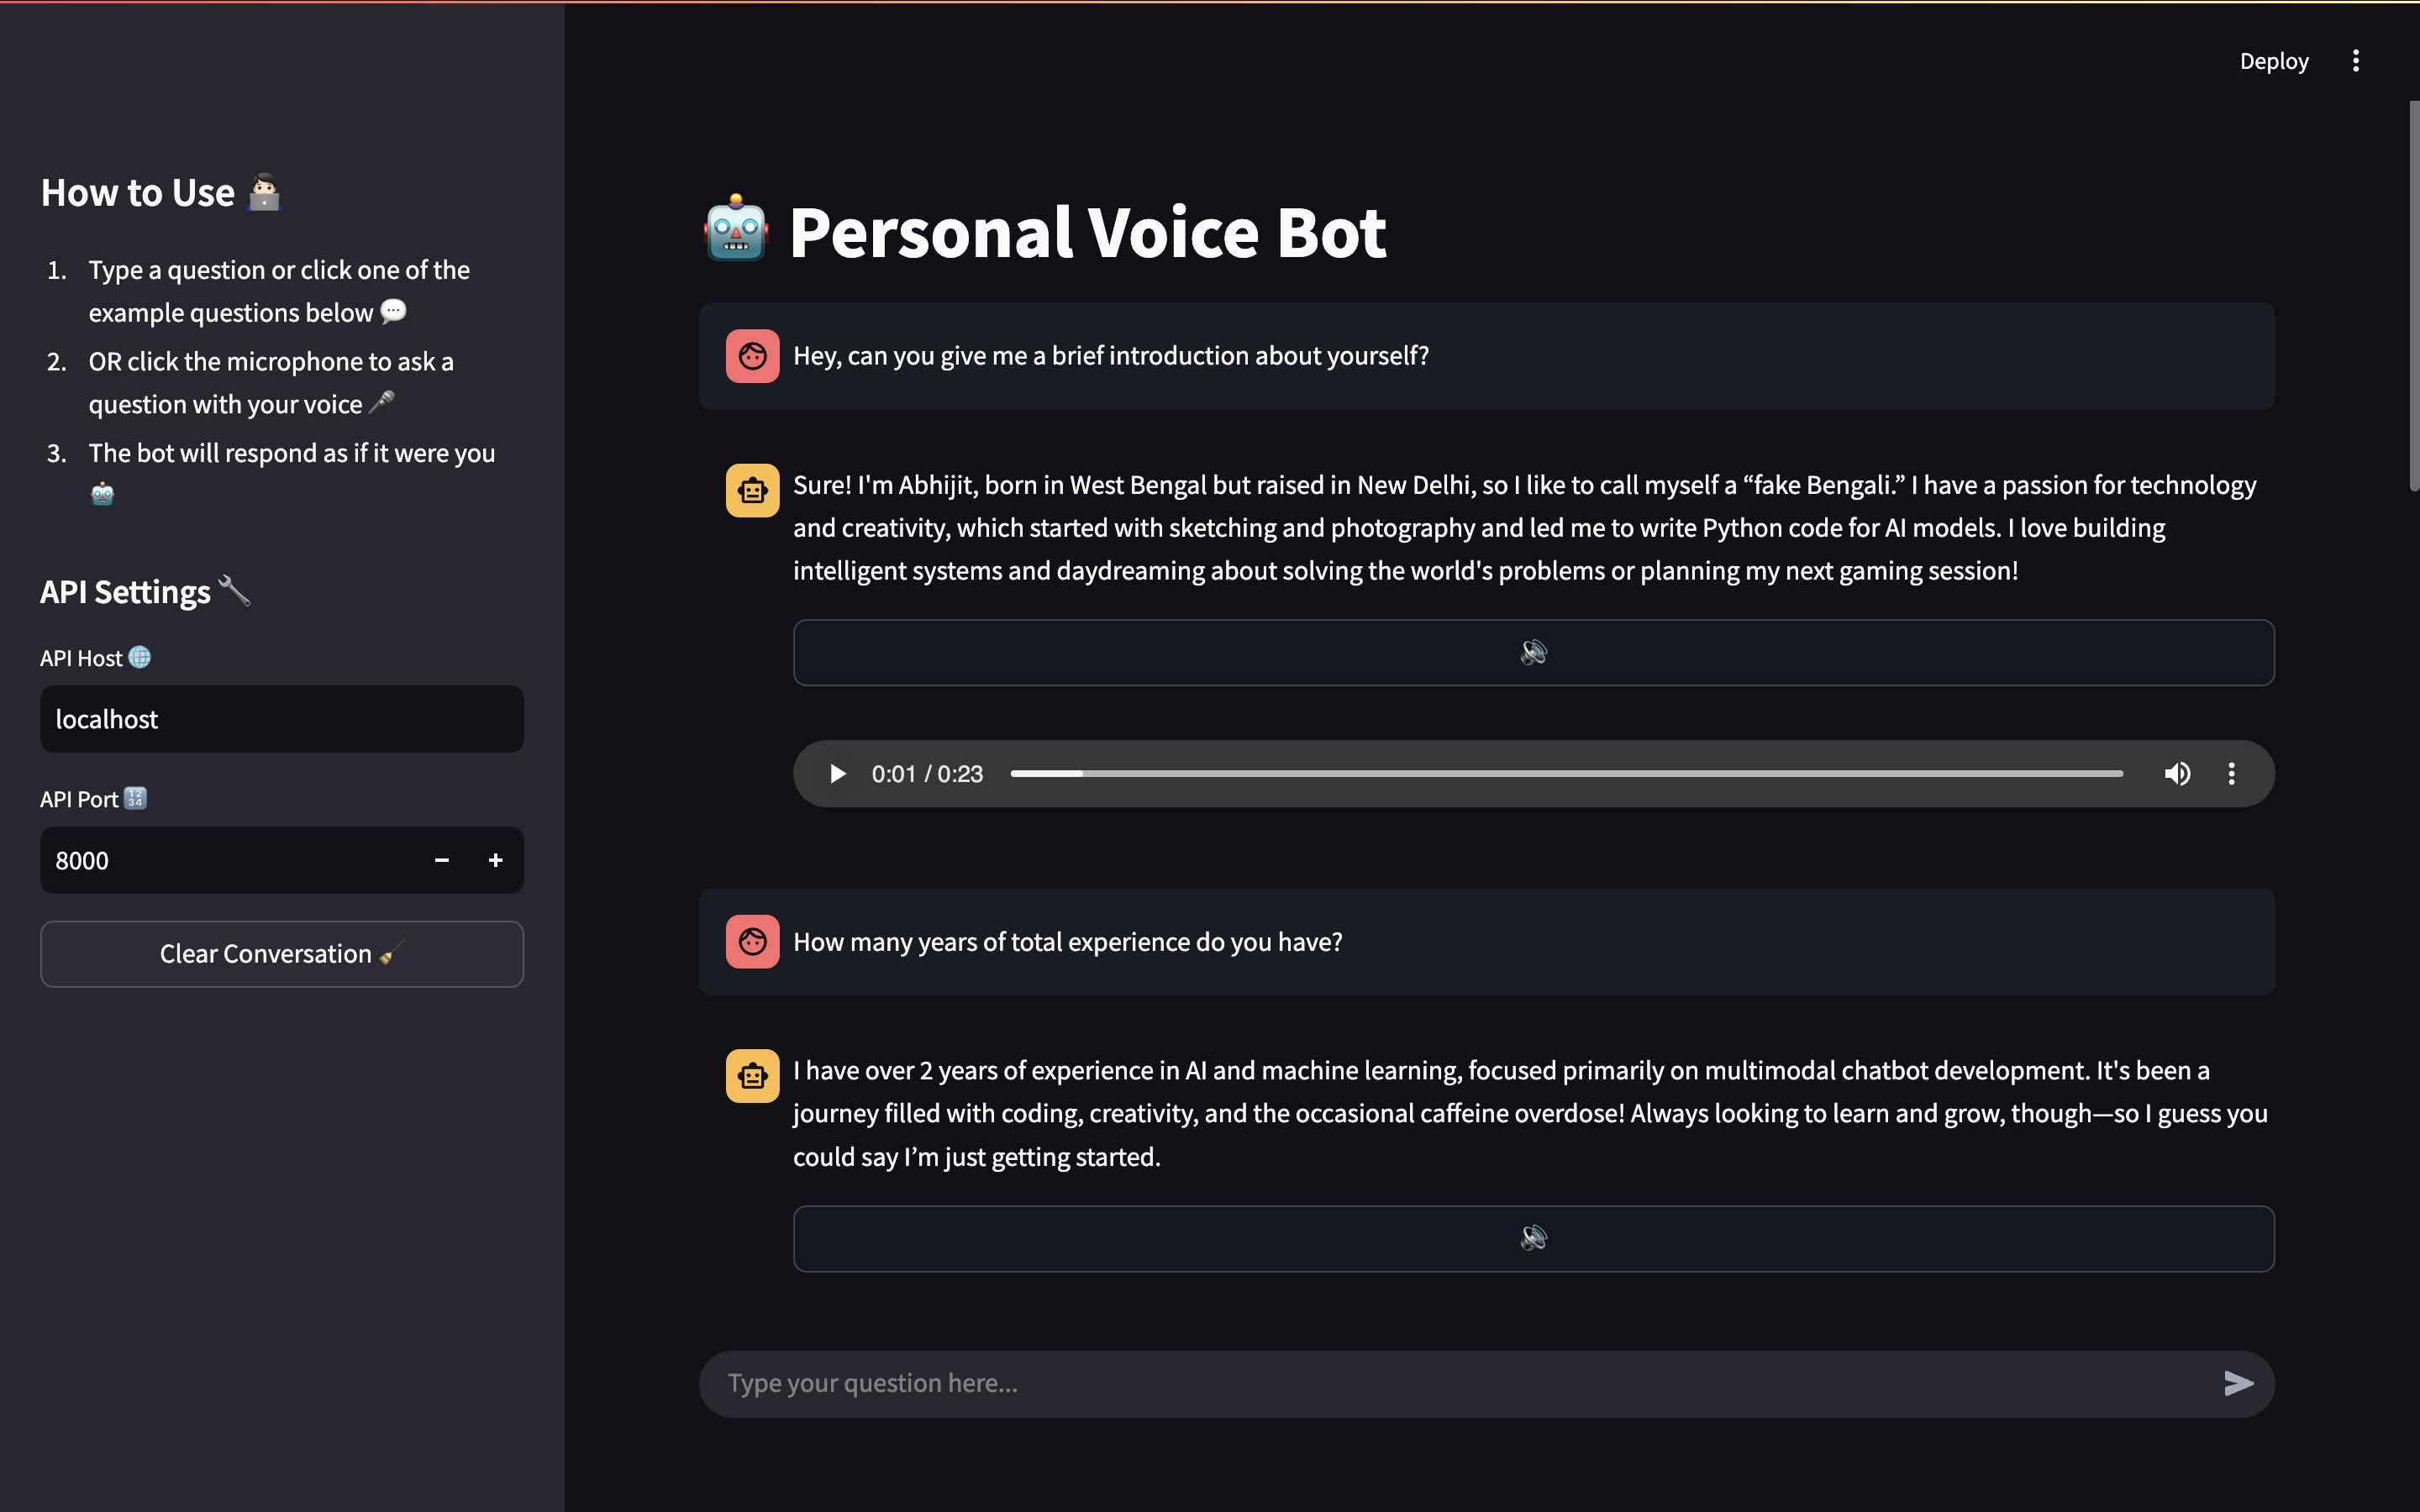 Deploy
How to Use
1. Type a question or click one of the
example questions below
2. OR click the microphone to ask a
question with your voice
3. The bot will respond as if it were you
API Settings
API Host
localhost
API Port
8000
Clear Conversation
Personal Voice Bot
Hey, can you give me a brief introduction about yourself?
Sure! I'm Abhijit, born in West Bengal but raised in New Delhi, so I like to call myself a “fake Bengali.” I have a passion for technology
and creativity, which started with sketching and photography and led me to write Python code for AI models. I love building
intelligent systems and daydreaming about solving the world's problems or planning my next gaming session!
0:01 / 0:23
How many years of total experience do you have?
I have over 2 years of experience in AI and machine learning, focused primarily on multimodal chatbot development. It's been a
journey filled with coding, creativity, and the occasional caffeine overdose! Always looking to learn and grow, though—so I guess you
could say I’m just getting started.
Type your question here...